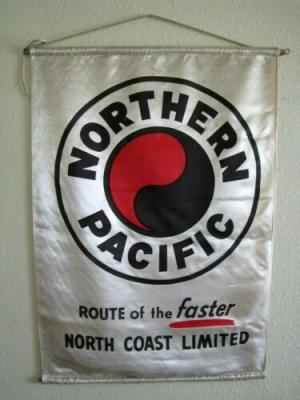 NORTHERN
PACIFIC
ROUTE of the faster
NORTH COAST LIMITED